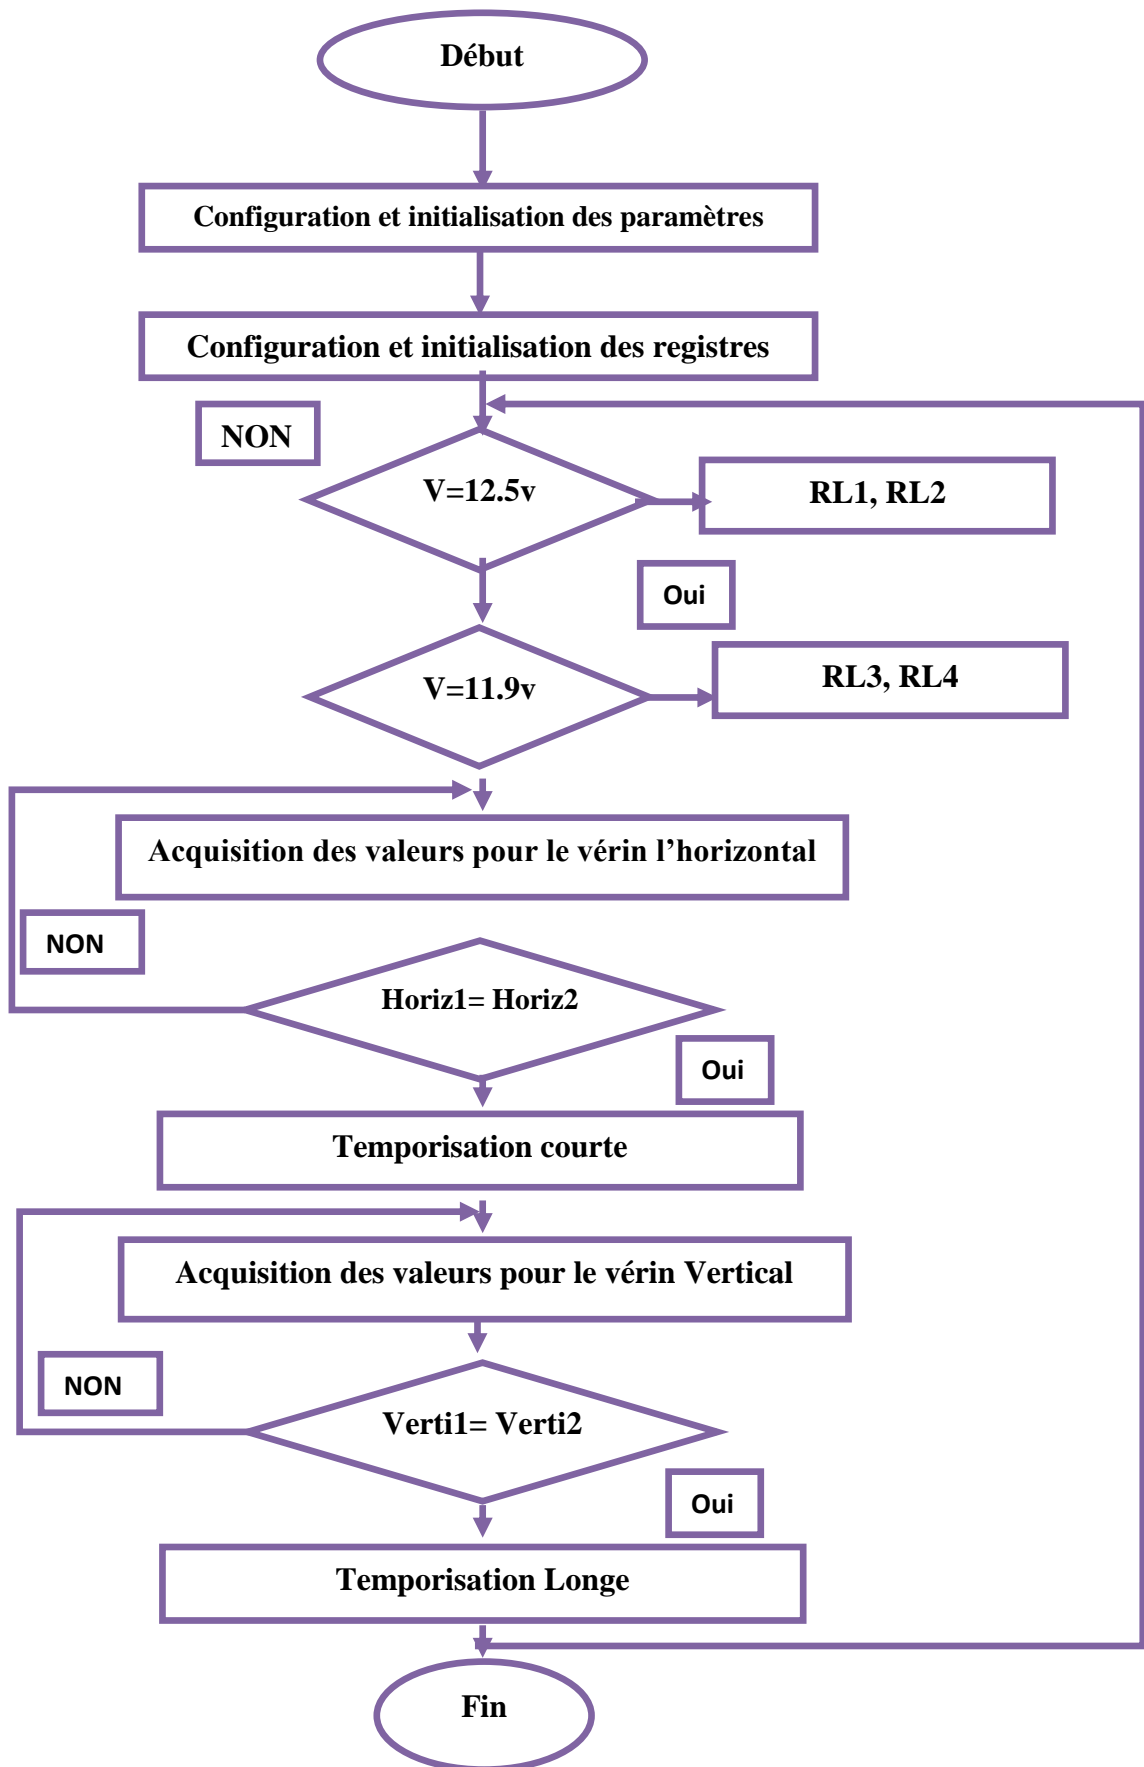 Début
Configuration et initialisation des paramètres
Configuration et initialisation des registres
NON
V=12.5v
RL1, RL2
Oui
V=11.9v
RL3, RL4
Acquisition des valeurs pour le vérin l’horizontal
NON
Horiz1= Horiz2
Oui
Temporisation courte
Acquisition des valeurs pour le vérin Vertical
NON
Verti1= Verti2
Oui
Temporisation Longe
Fin